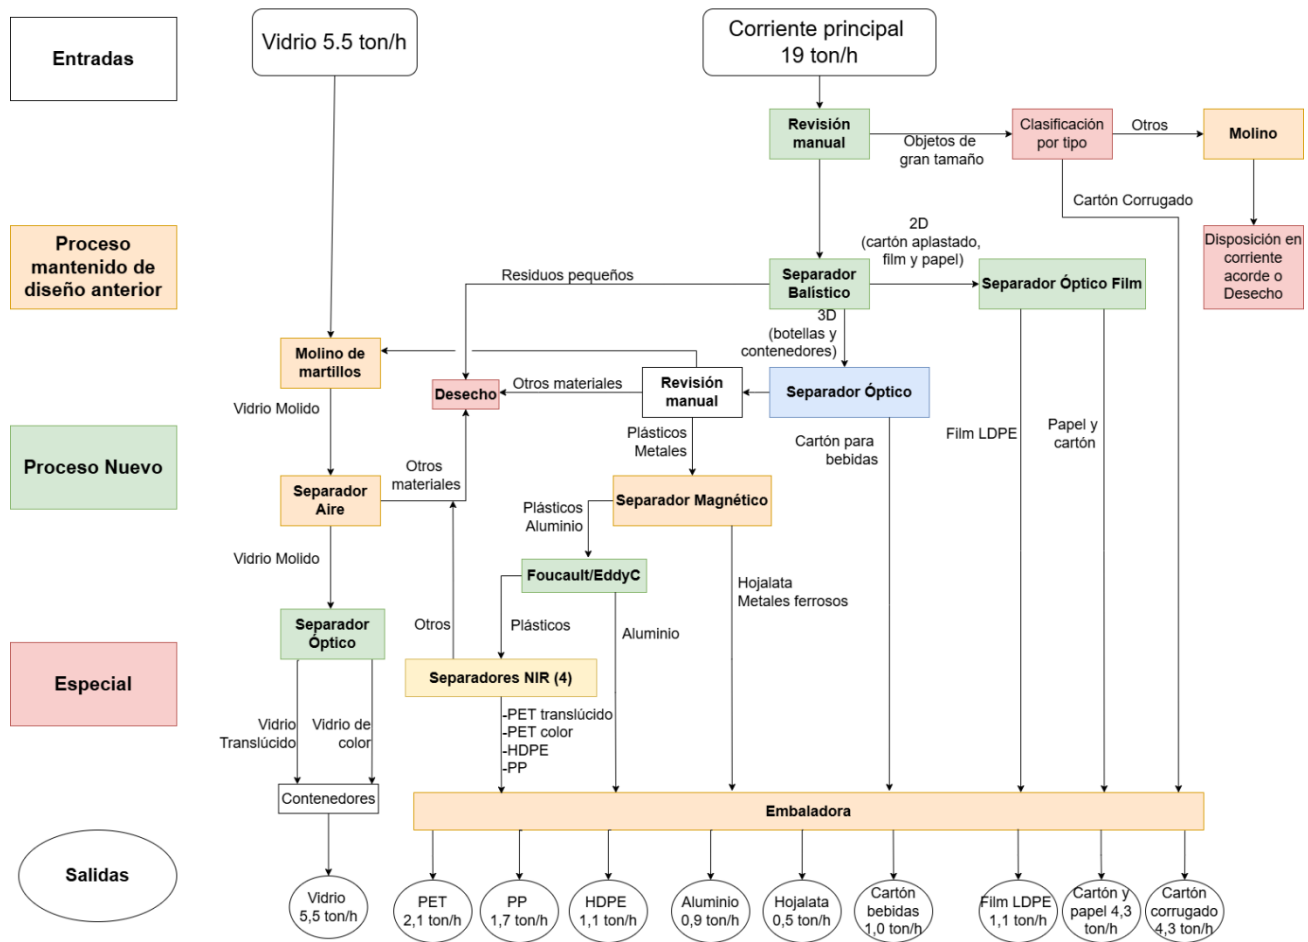 Entradas
Vidrio 5.5 ton/h
Corriente principal
19 ton/h
Revisión
manual
Objetos de
gran tamaño
Clasificación
por tipo
Otros
Molino
Cartón Corrugado
Proceso
mantenido de
diseño anterior
2D
(cartón aplastado,
film y papel)
Disposición en
corriente
acorde o
Desecho
Residuos pequeños
Separador
Balístico
Separador Óptico Film
3D
(botellas y
contenedores)
Molino de
martillos
Desecho
Otros materiales
Revisión
manual
Separador Óptico
Vidrio Molido
Plásticos
Metales
Cartón para
bebidas
Film LDPE
Papel y
cartón
Proceso Nuevo
Otros
materiales
Separador
Aire
Separador Magnético
Plásticos
Aluminio
Vidrio Molido
Foucault/EddyC
Hojalata
Metales ferrosos
Separador
Óptico
Otros
Plásticos
Aluminio
Especial
Separadores NIR (4)
Vidrio
Translúcido
Vidrio de
color
-PET translúcido
-PET color
-HDPE
-PP
Contenedores
Embaladora
Salidas
Vidrio
5,5 ton/h
PET
2,1 ton/h
PP
1,7 ton/h
HDPE
1,1 ton/h
Aluminio
0,9 ton/h
Hojalata
0,5 ton/h
Cartón
bebidas
1,0 ton/h
Film LDPE
1,1 ton/h
Cartón y
papel 4,3
ton/h
Cartón
corrugado
4,3 ton/h